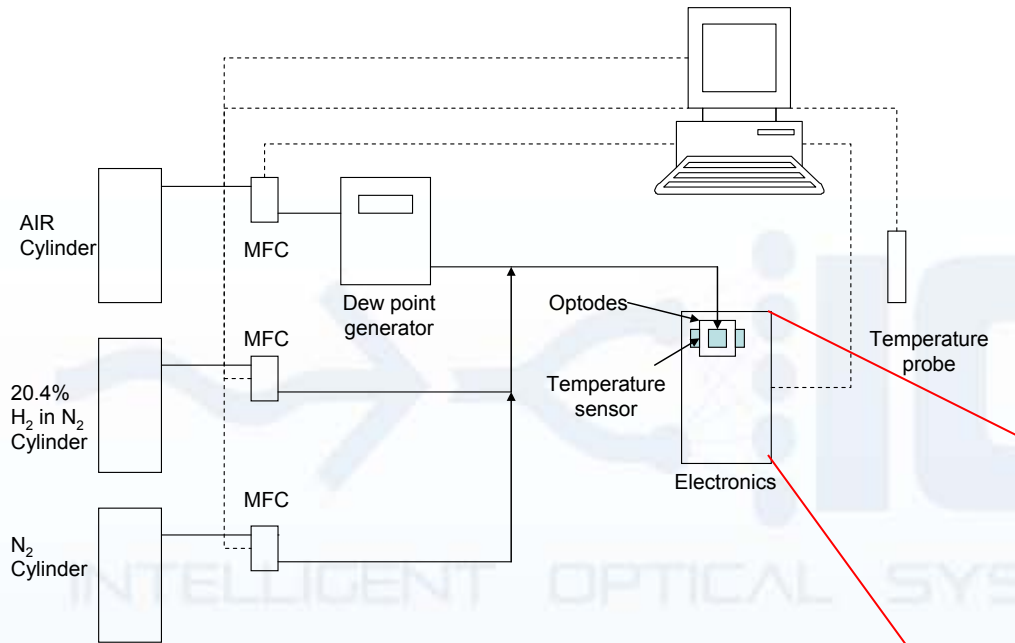 AIR
Cylinder
MFC
Dew point
generator
Optodes
Temperature
sensor
Temperature
probe
Electronics
20.4%
H₂ in N₂
Cylinder
MFC
N₂
Cylinder
MFC
INTELLIGENT OPTICAL SYS